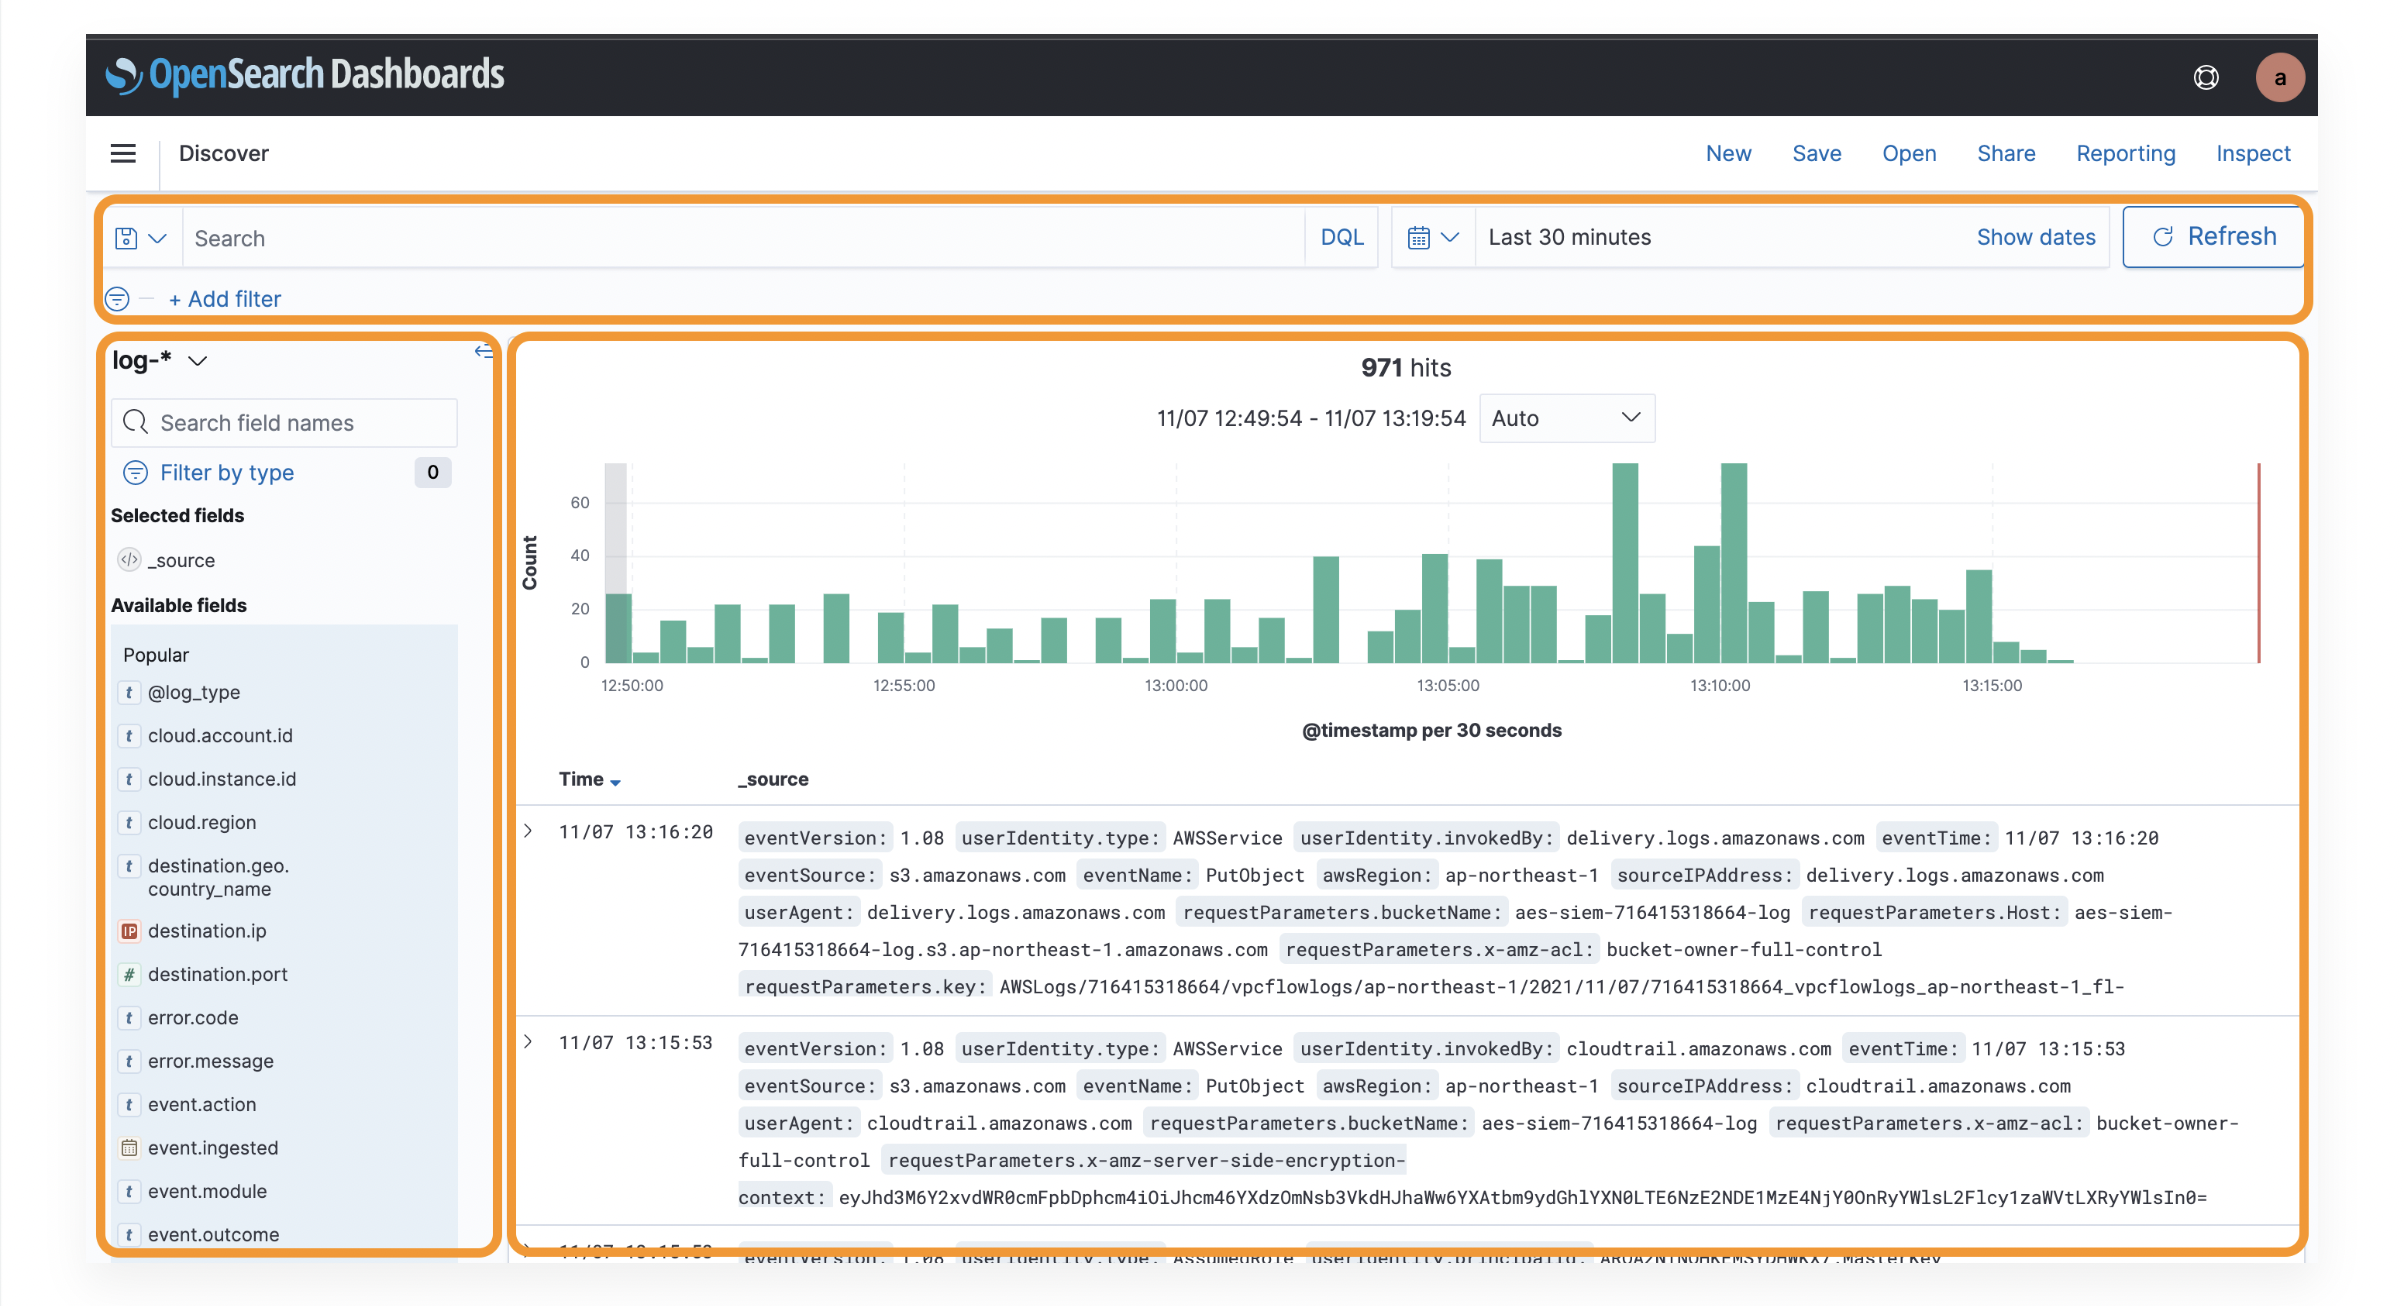 OpenSearch Dashboards
a
Discover
New Save Open Share Reporting Inspect
Search DQL Last 30 minutes Show dates Refresh
+ Add filter
log-*
Search field names
Filter by type 0
Selected fields
_source
Available fields
Popular
@log_type
cloud.account.id
cloud.instance.id
cloud.region
destination.geo.
country_name
destination.ip
destination.port
error.code
error.message
event.action
event.ingested
event.module
event.outcome
971 hits
11/07 12:49:54 - 11/07 13:19:54 Auto
Count
60
40
20
0
12:50:00 12:55:00 13:00:00 13:05:00 13:10:00 13:15:00
@timestamp per 30 seconds
Time _source
11/07 13:16:20 eventVersion: 1.08 userIdentity.type: AWSService userIdentity.invokedBy: delivery.logs.amazonaws.com eventTime: 11/07 13:16:20
eventSource: s3.amazonaws.com eventName: PutObject awsRegion: ap-northeast-1 sourceIPAddress: delivery.logs.amazonaws.com
userAgent: delivery.logs.amazonaws.com requestParameters.bucketName: aes-siem-716415318664-log requestParameters.Host: aes-siem-
716415318664-log.s3.ap-northeast-1.amazonaws.com requestParameters.x-amz-acl: bucket-owner-full-control
requestParameters.key: AWSLogs/716415318664/vpcflowlogs/ap-northeast-1/2021/11/07/716415318664_vpcflowlogs_ap-northeast-1_fl-
11/07 13:15:53 eventVersion: 1.08 userIdentity.type: AWSService userIdentity.invokedBy: cloudtrail.amazonaws.com eventTime: 11/07 13:15:53
eventSource: s3.amazonaws.com eventName: PutObject awsRegion: ap-northeast-1 sourceIPAddress: cloudtrail.amazonaws.com
userAgent: cloudtrail.amazonaws.com requestParameters.bucketName: aes-siem-716415318664-log requestParameters.x-amz-acl: bucket-owner-
full-control requestParameters.x-amz-server-side-encryption-
context: eyJhd3M6Y2xvdWR0cmFpbDphcm4iOiJhcm46YXdzOmNsb3VkdHJhaWw6YXAtbm9ydGhlYXN0LTE6NzE2NDE1MzE4NjY0OnRyYWlsL2Flcy1zaWVtLXRyYWlsIn0=
eventVersion: 1.08 userIdentity.type: AssumedRole userIdentity.principalId: